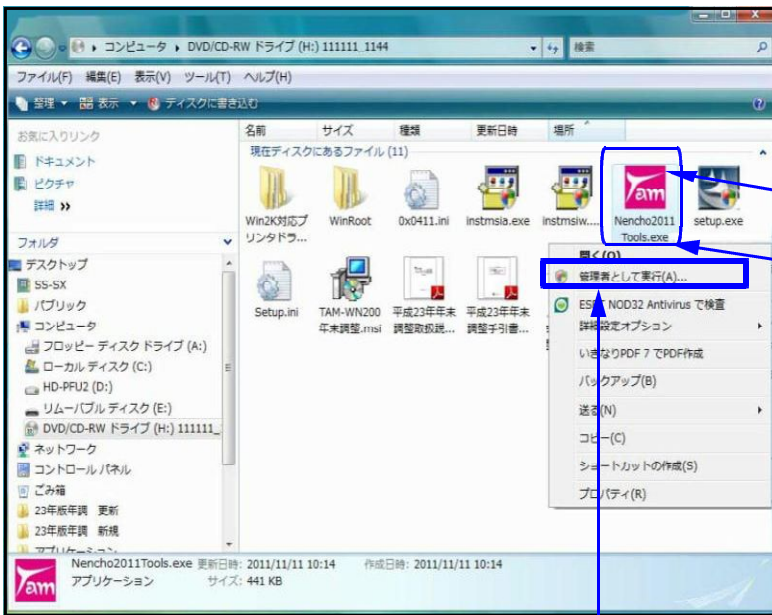 コンピュータ ▸ DVD/CD-RW ドライブ (H:) 111111_1144
検索
ファイル(F) 編集(E) 表示(V) ツール(T) ヘルプ(H)
整理 表示 ディスクに書き込む
お気に入りリンク
ドキュメント
ピクチャ
詳細 >>
フォルダ
デスクトップ
SS-SX
パブリック
コンピュータ
フロッピー ディスク ドライブ (A:)
ローカル ディスク (C:)
HD-PFU2 (D:)
リムーバブル ディスク (E:)
DVD/CD-RW ドライブ (H:) 111111_
ネットワーク
コントロール パネル
ごみ箱
23年版年調 更新
23年版年調 新規
アプリケーション
名前 サイズ 種類 更新日時 場所
現在ディスクにあるファイル (11)
Win2K対応プ
リンタドラ...
WinRoot
0x0411.ini
instmsia.exe
instmsiw....
Yam
Nencho2011
Tools.exe
setup.exe
Setup.ini
TAM-WN200
年末調整.msi
平成23年年末
調整取扱説...
平成23年年末
調整手引書...
開く(O)
管理者として実行(A)...
ESET NOD32 Antivirus で検査
詳細設定オプション
いきなりPDF 7 でPDF作成
バックアップ(B)
送る(N)
コピー(C)
ショートカットの作成(S)
プロパティ(R)
Yam
Nencho2011Tools.exe 更新日時: 2011/11/11 10:14 作成日時: 2011/11/11 10:14
アプリケーション サイズ: 441 KB